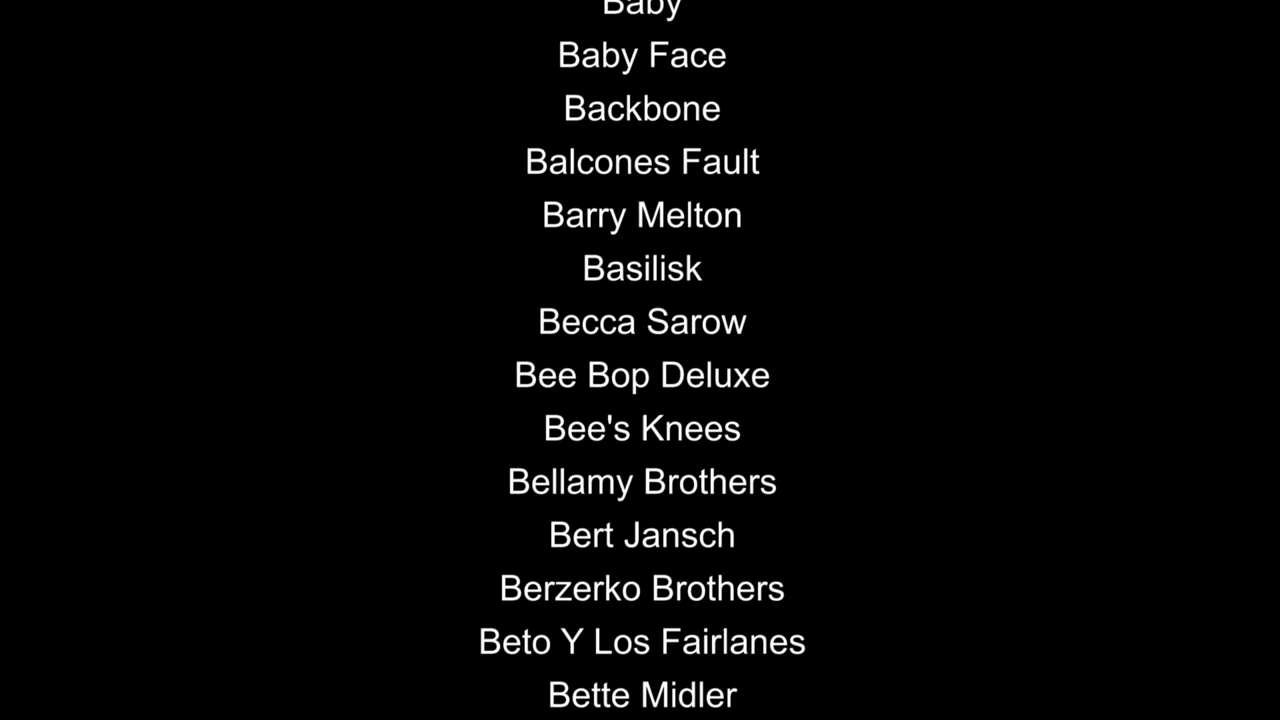 Baby
Baby Face
Backbone
Balcones Fault
Barry Melton
Basilisk
Becca Sarow
Bee Bop Deluxe
Bee's Knees
Bellamy Brothers
Bert Jansch
Berzerko Brothers
Beto Y Los Fairlanes
Bette Midler